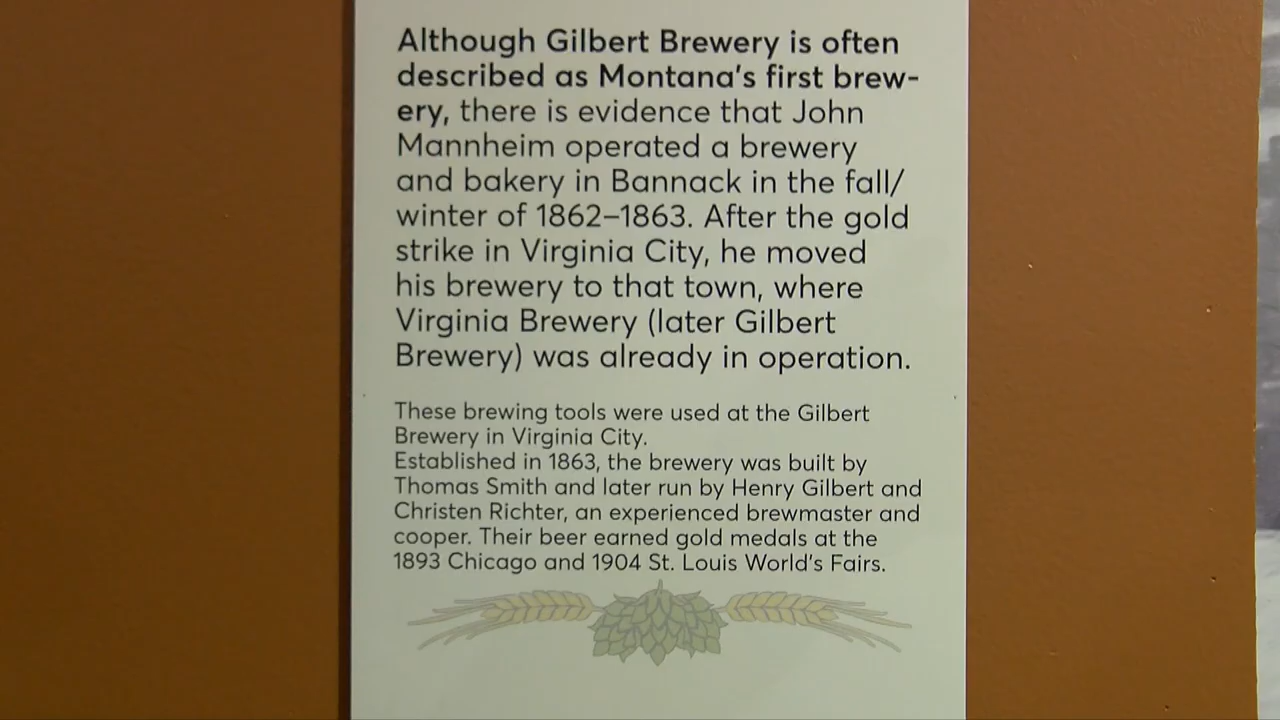 Although Gilbert Brewery is often
described as Montana's first brew-
ery, there is evidence that John
Mannheim operated a brewery
and bakery in Bannack in the fall/
winter of 1862–1863. After the gold
strike in Virginia City, he moved
his brewery to that town, where
Virginia Brewery (later Gilbert
Brewery) was already in operation.
These brewing tools were used at the Gilbert
Brewery in Virginia City.
Established in 1863, the brewery was built by
Thomas Smith and later run by Henry Gilbert and
Christen Richter, an experienced brewmaster and
cooper. Their beer earned gold medals at the
1893 Chicago and 1904 St. Louis World's Fairs.